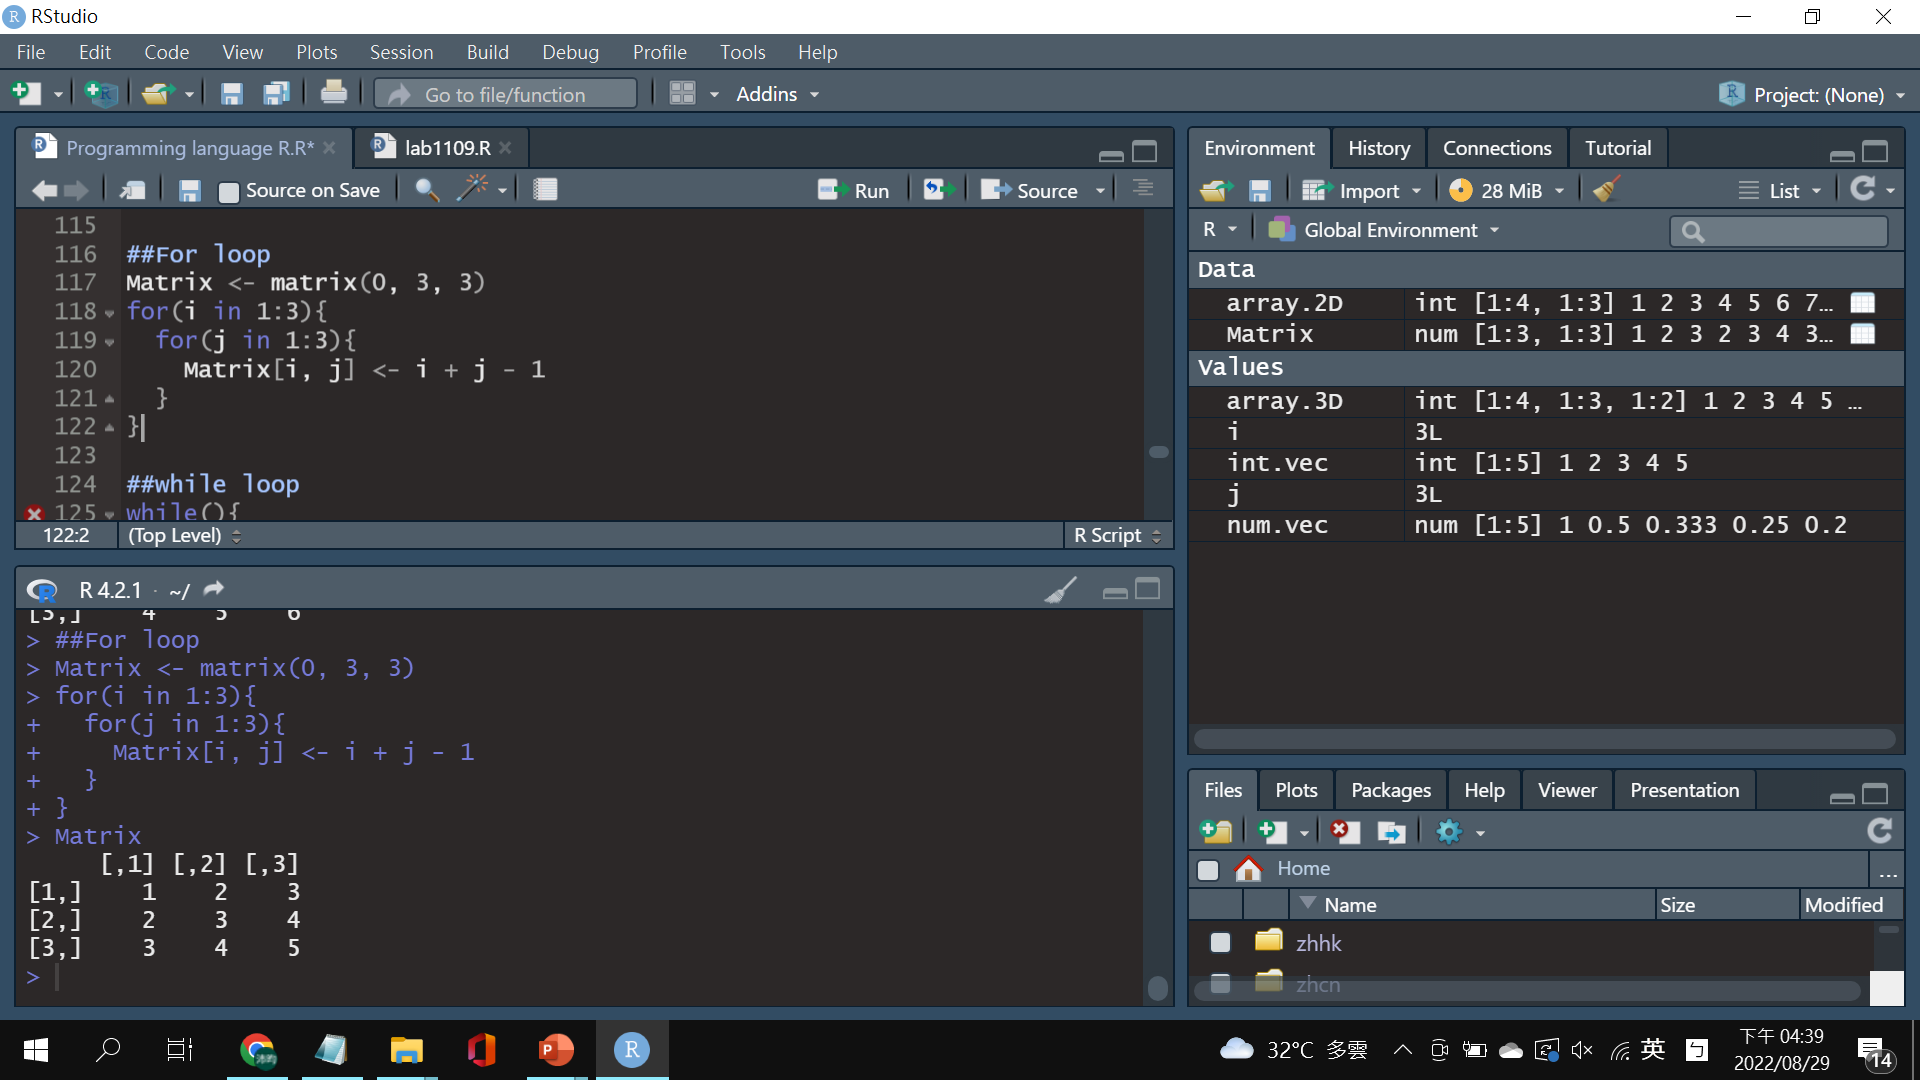 RStudio
File Edit Code View Plots Session Build Debug Profile Tools Help
Go to file/function Addins Project: (None)
Programming language R.R* lab1109.R
Source on Save Run Source
115
116 ##For loop
117 Matrix <- matrix(0, 3, 3)
118 for(i in 1:3){
119   for(j in 1:3){
120     Matrix[i, j] <- i + j - 1
121   }
122 }
123
124 ##while loop
125 while(){
122:2 (Top Level) R Script
R 4.2.1 · ~/
[3,] 4 5 6
> ##For loop
> Matrix <- matrix(0, 3, 3)
> for(i in 1:3){
+   for(j in 1:3){
+     Matrix[i, j] <- i + j - 1
+   }
+ }
> Matrix
     [,1] [,2] [,3]
[1,]    1    2    3
[2,]    2    3    4
[3,]    3    4    5
>
Environment History Connections Tutorial
Import 28 MiB List
R Global Environment
Data
array.2D int [1:4, 1:3] 1 2 3 4 5 6 7…
Matrix num [1:3, 1:3] 1 2 3 2 3 4 3…
Values
array.3D int [1:4, 1:3, 1:2] 1 2 3 4 5 …
i 3L
int.vec int [1:5] 1 2 3 4 5
j 3L
num.vec num [1:5] 1 0.5 0.333 0.25 0.2
Files Plots Packages Help Viewer Presentation
Home ...
Name Size Modified
zhhk
zhcn
32°C 多雲 英 下午 04:39
2022/08/29 14